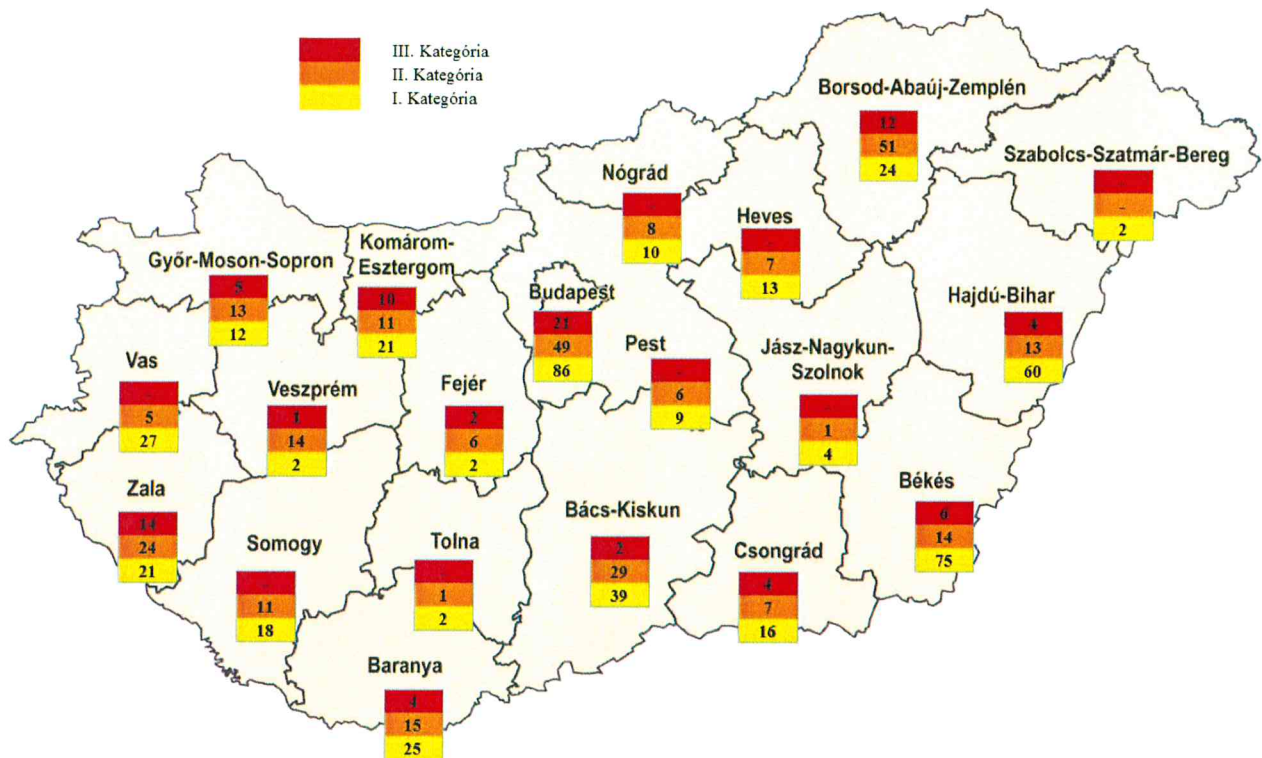 III. Kategória
II. Kategória
I. Kategória
Borsod-Abaúj-Zemplén
12
51
24
Szabolcs-Szatmár-Bereg
-
-
2
Nógrád
-
8
10
Heves
-
7
13
Győr-Moson-Sopron
5
13
12
Komárom-
Esztergom
10
11
21
Budapest
21
49
86
Pest
-
6
9
Hajdú-Bihar
4
13
60
Jász-Nagykun-
Szolnok
-
1
4
Vas
-
5
27
Veszprém
1
14
2
Fejér
2
6
2
Békés
6
14
75
Zala
14
24
21
Somogy
-
11
18
Tolna
-
1
2
Bács-Kiskun
2
29
39
Csongrád
4
7
16
Baranya
4
15
25